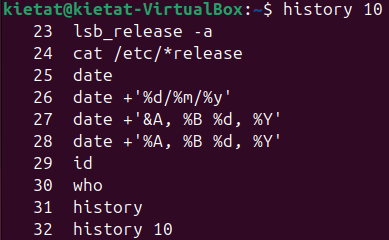 kietat@kietat-VirtualBox:~$ history 10
23 lsb_release -a
24 cat /etc/*release
25 date
26 date +'%d/%m/%y'
27 date +'&A, %B %d, %Y'
28 date +'%A, %B %d, %Y'
29 id
30 who
31 history
32 history 10